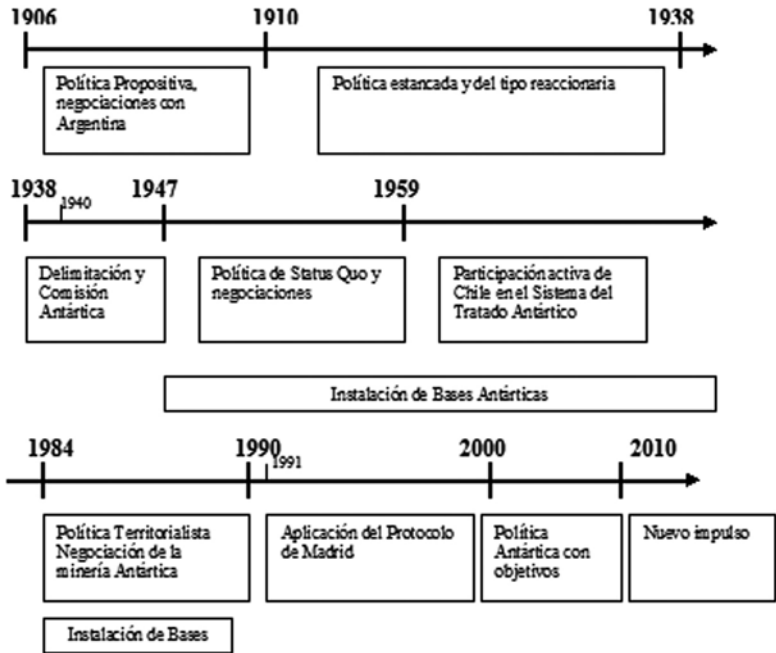 1906 1910 1938
Política Propositiva,
negociaciones con
Argentina
Política estancada y del tipo reaccionaria
1938 1940 1947 1959
Delimitación y
Comisión
Antártica
Política de Status Quo y
negociaciones
Participación activa de
Chile en el Sistema del
Tratado Antártico
Instalación de Bases Antárticas
1984 1990 1991 2000 2010
Política Territorialista
Negociación de la
minería Antártica
Aplicación del Protocolo
de Madrid
Política
Antártica con
objetivos
Nuevo impulso
Instalación de Bases